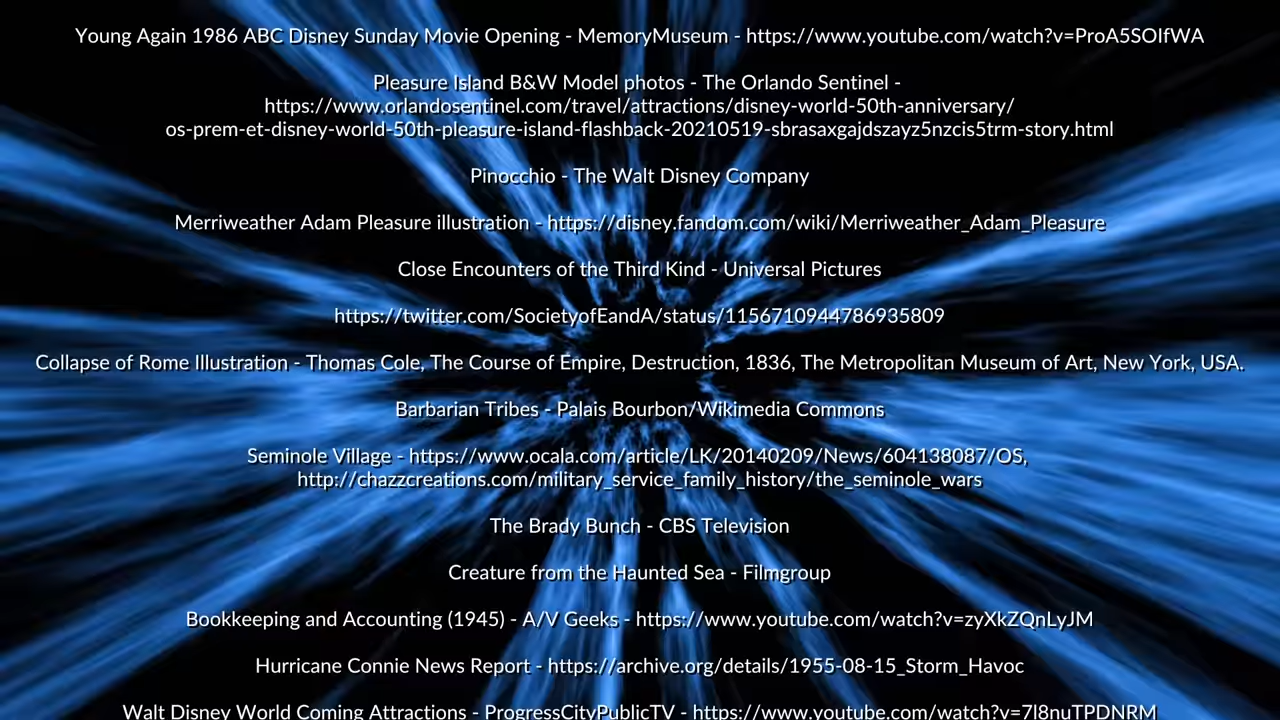 Young Again 1986 ABC Disney Sunday Movie Opening - MemoryMuseum - https://www.youtube.com/watch?v=ProA5SOIfWA
Pleasure Island B&W Model photos - The Orlando Sentinel -
https://www.orlandosentinel.com/travel/attractions/disney-world-50th-anniversary/
os-prem-et-disney-world-50th-pleasure-island-flashback-20210519-sbrasaxgajdszayz5nzcis5trm-story.html
Pinocchio - The Walt Disney Company
Merriweather Adam Pleasure illustration - https://disney.fandom.com/wiki/Merriweather_Adam_Pleasure
Close Encounters of the Third Kind - Universal Pictures
https://twitter.com/SocietyofEandA/status/1156710944786935809
Collapse of Rome Illustration - Thomas Cole, The Course of Empire, Destruction, 1836, The Metropolitan Museum of Art, New York, USA.
Barbarian Tribes - Palais Bourbon/Wikimedia Commons
Seminole Village - https://www.ocala.com/article/LK/20140209/News/604138087/OS,
http://chazzcreations.com/military_service_family_history/the_seminole_wars
The Brady Bunch - CBS Television
Creature from the Haunted Sea - Filmgroup
Bookkeeping and Accounting (1945) - A/V Geeks - https://www.youtube.com/watch?v=zyXkZQnLyJM
Hurricane Connie News Report - https://archive.org/details/1955-08-15_Storm_Havoc
Walt Disney World Coming Attractions - ProgressCityPublicTV - https://www.youtube.com/watch?v=7l8nuTPDNRM